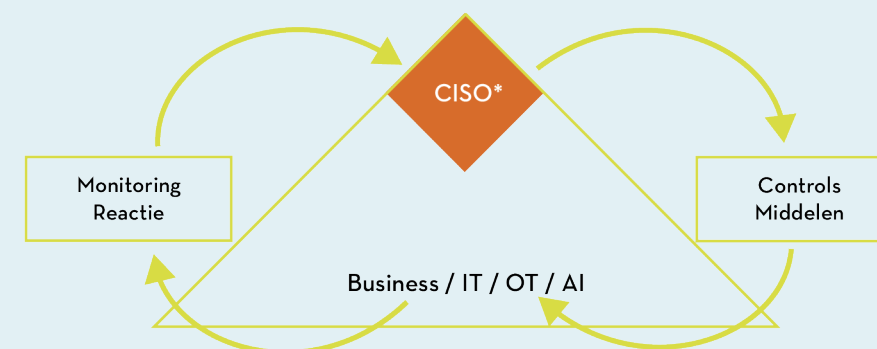 CISO*
Monitoring
Reactie
Controls
Middelen
Business / IT / OT / AI